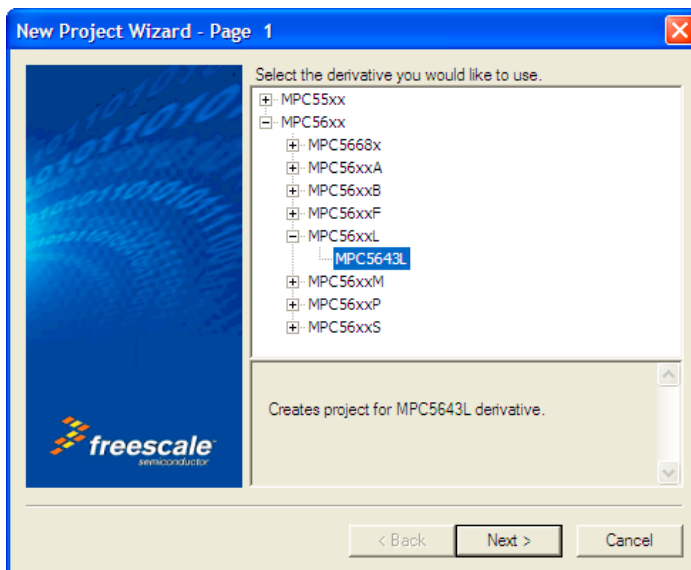 New Project Wizard - Page 1
Select the derivative you would like to use.
MPC55xx
MPC56xx
MPC5668x
MPC56xxA
MPC56xxB
MPC56xxF
MPC56xxL
MPC5643L
MPC56xxM
MPC56xxP
MPC56xxS
Creates project for MPC5643L derivative.
freescale
semiconductor
< Back
Next >
Cancel